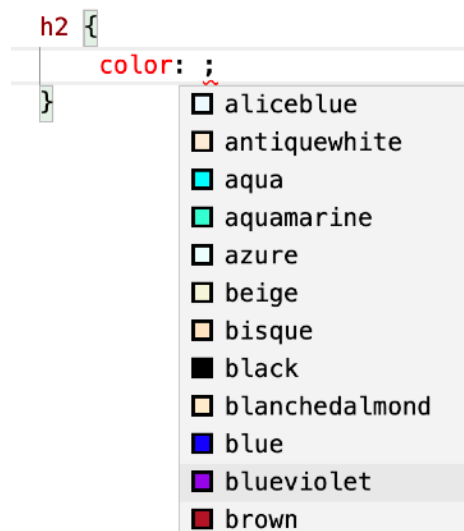 h2 {
color: ;
}
aliceblue
antiquewhite
aqua
aquamarine
azure
beige
bisque
black
blanchedalmond
blue
blueviolet
brown